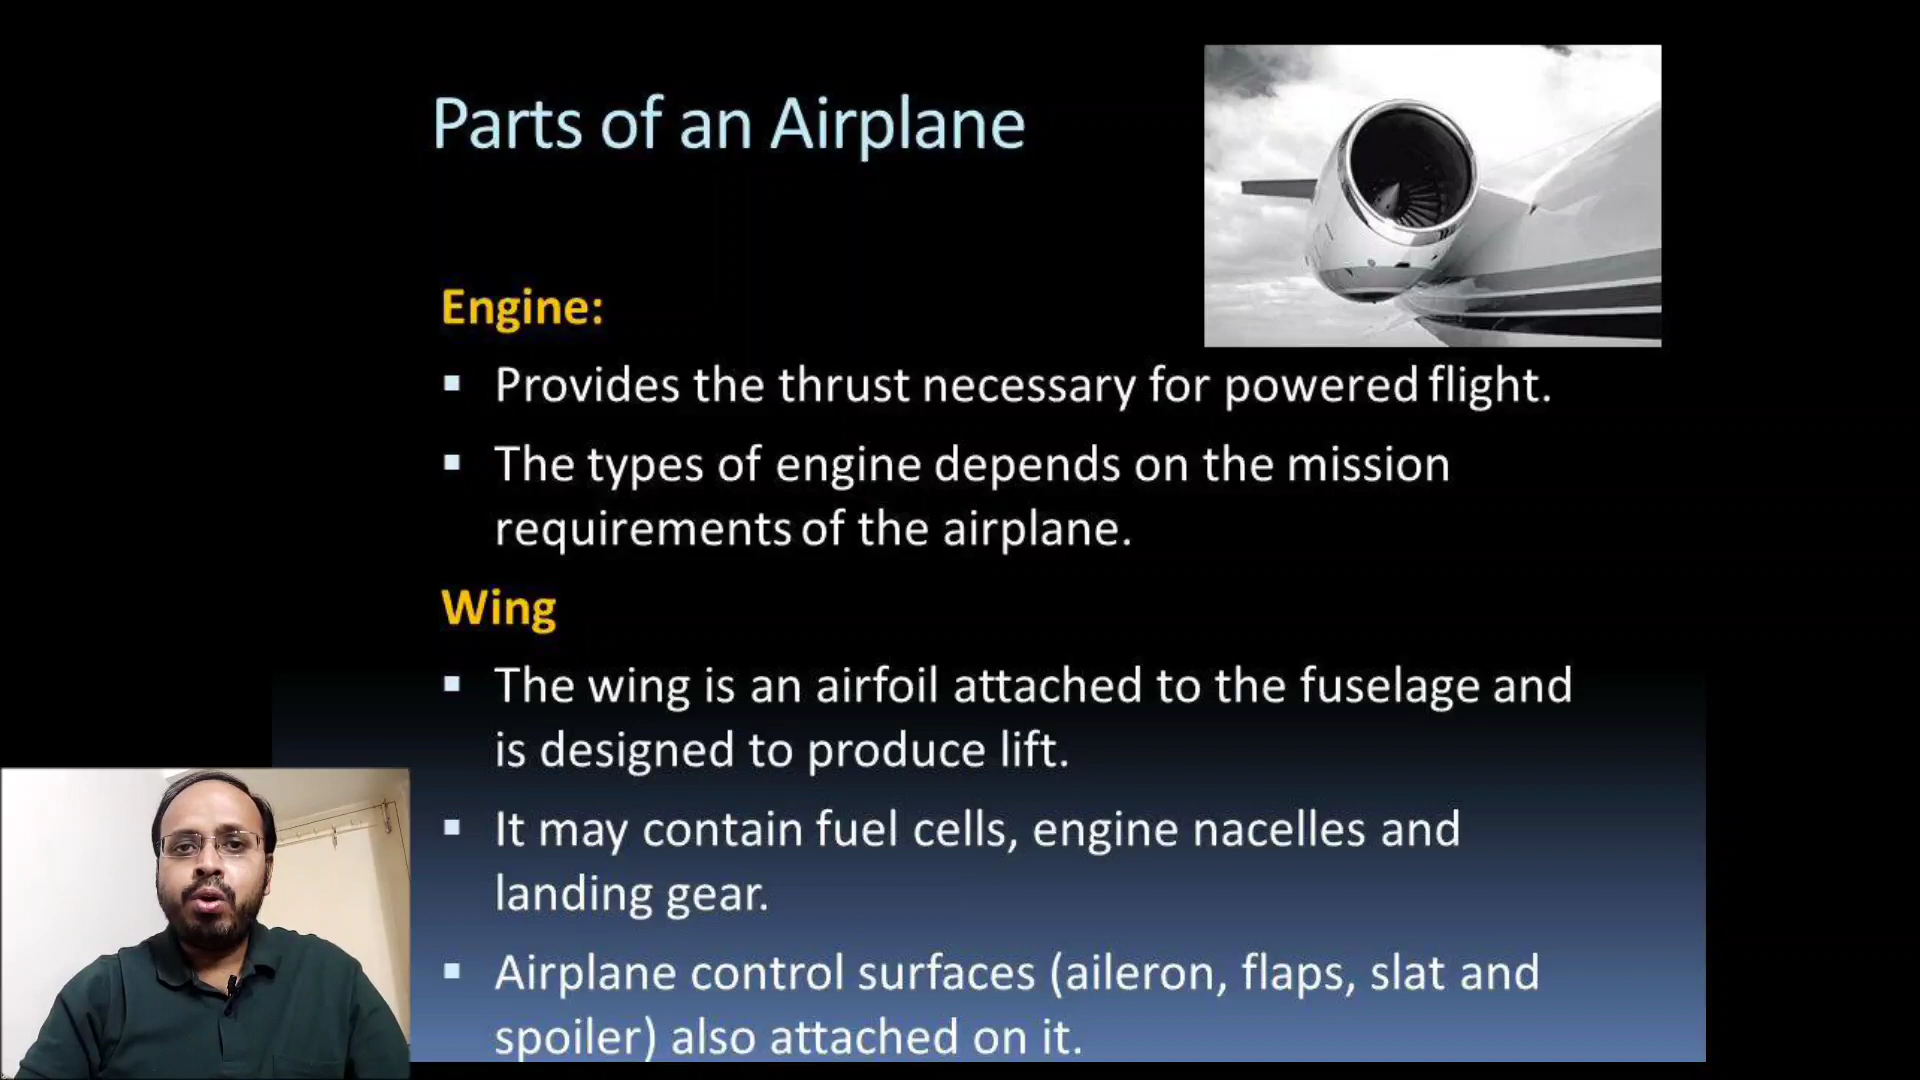 Parts of an Airplane
Engine:
▪ Provides the thrust necessary for powered flight.
▪ The types of engine depends on the mission
requirements of the airplane.
Wing
▪ The wing is an airfoil attached to the fuselage and
is designed to produce lift.
▪ It may contain fuel cells, engine nacelles and
landing gear.
▪ Airplane control surfaces (aileron, flaps, slat and
spoiler) also attached on it.